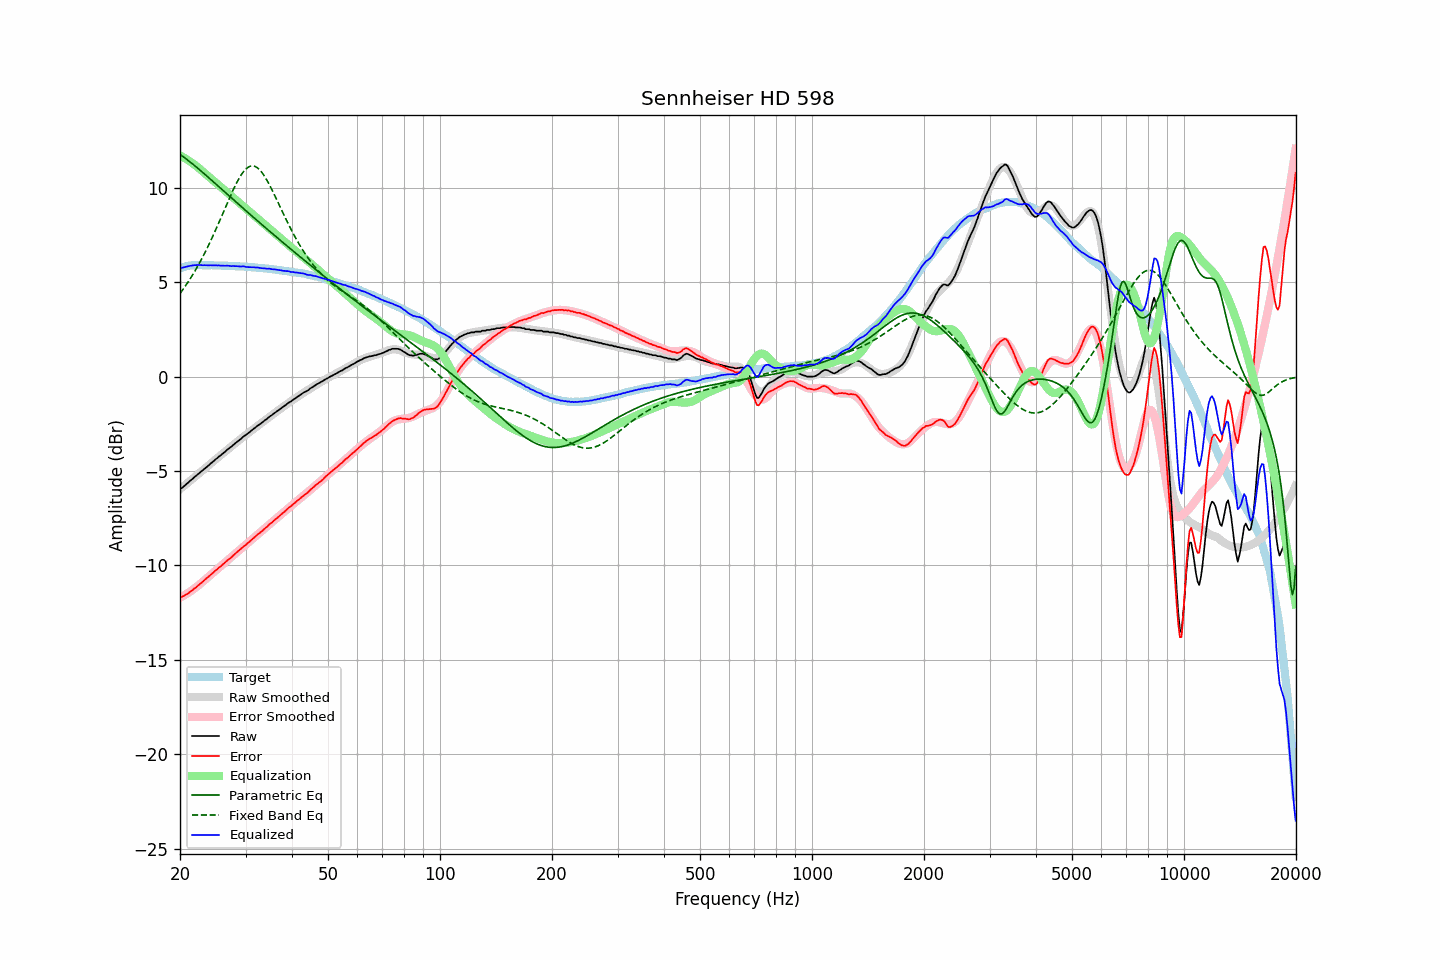 Sennheiser HD 598
Amplitude (dBr)
10
5
0
−5
−10
−15
−20
−25
Target
Raw Smoothed
Error Smoothed
Raw
Error
Equalization
Parametric Eq
Fixed Band Eq
Equalized
20 50 100 200 500 1000 2000 5000 10000 20000
Frequency (Hz)